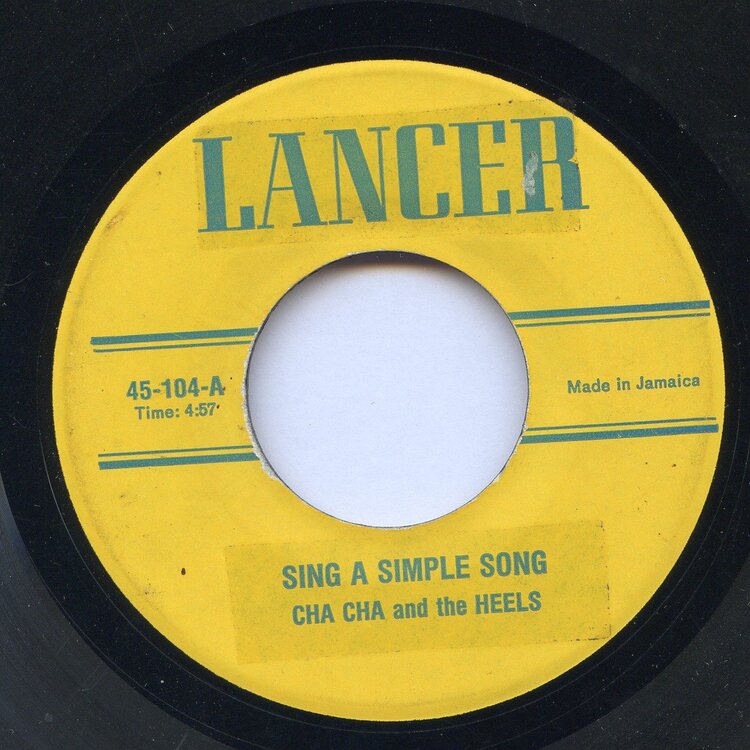 LANCER
45-104-A
Time: 4:57
Made in Jamaica
SING A SIMPLE SONG
CHA CHA and the HEELS